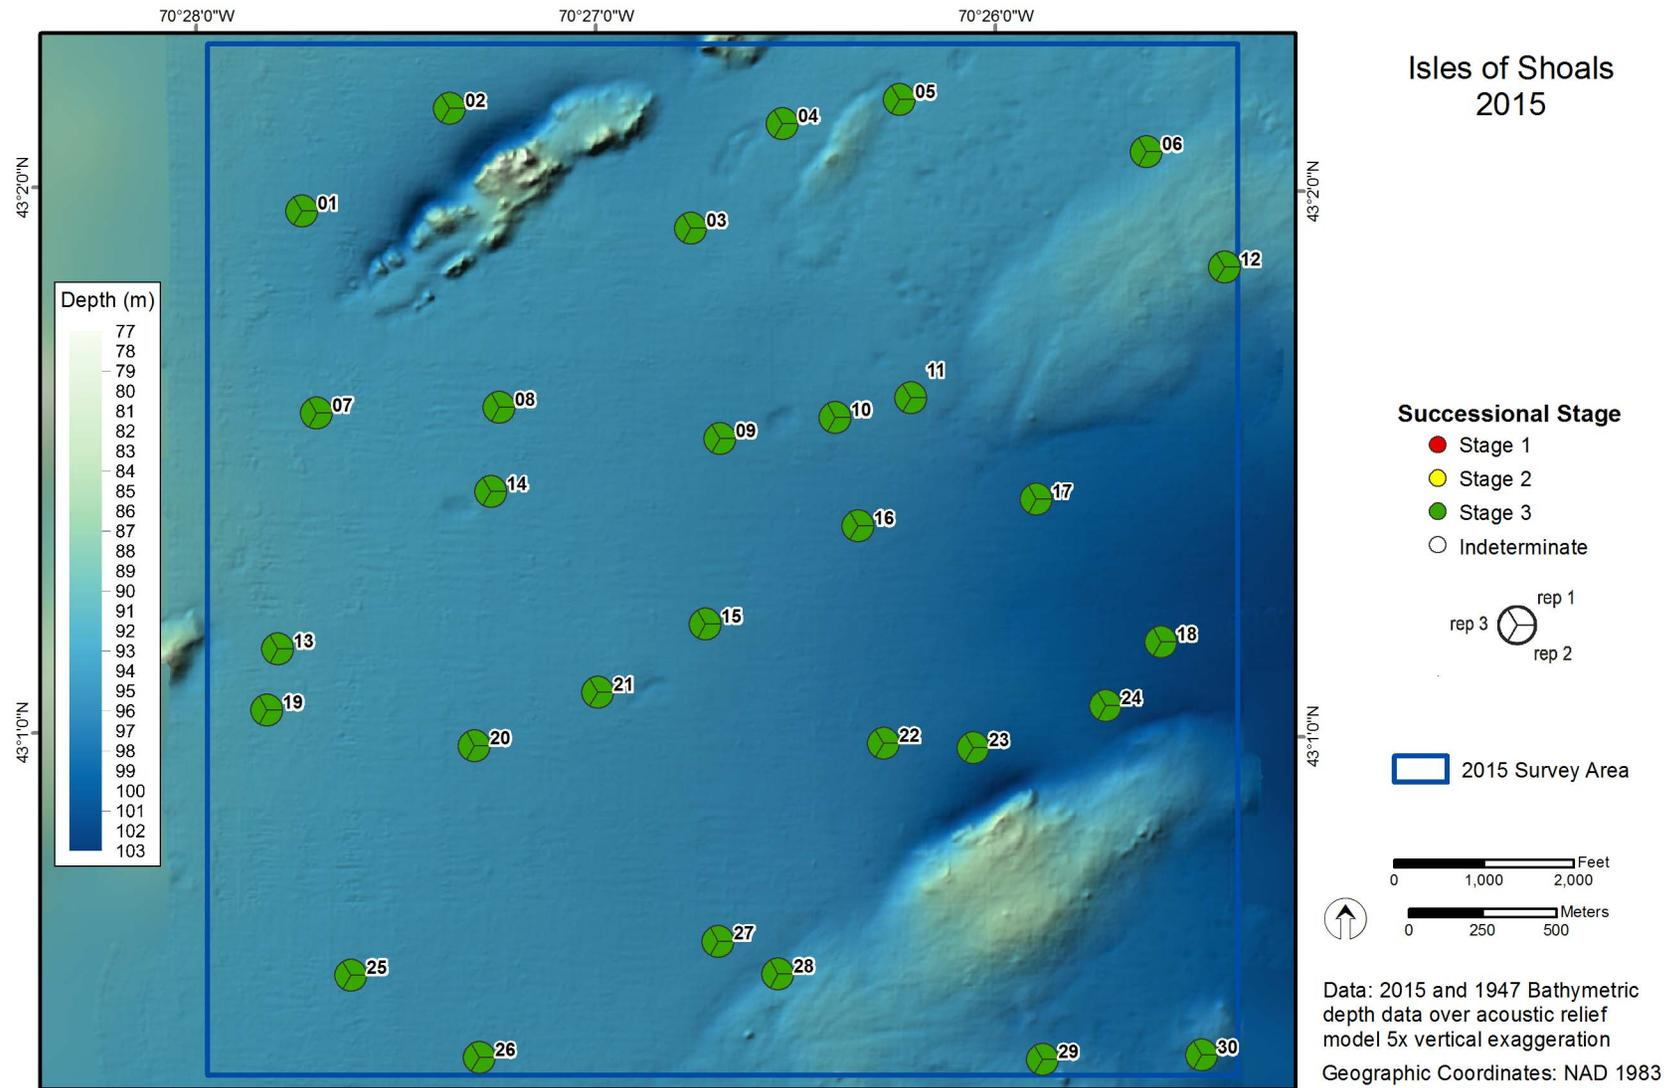 70°28'0"W
70°27'0"W
70°26'0"W
Isles of Shoals
2015
43°2'0"N
43°2'0"N
43°1'0"N
43°1'0"N
02
04
05
06
01
03
12
Depth (m)
77
78
79
80
81
82
83
84
85
86
87
88
89
90
91
92
93
94
95
96
97
98
99
100
101
102
103
11
07
08
10
09
14
17
16
15
13
18
21
19
24
20
22
23
27
28
25
26
29
30
Successional Stage
Stage 1
Stage 2
Stage 3
Indeterminate
rep 1
rep 3
rep 2
2015 Survey Area
Feet
0 1,000 2,000
Meters
0 250 500
Data: 2015 and 1947 Bathymetric
depth data over acoustic relief
model 5x vertical exaggeration
Geographic Coordinates: NAD 1983